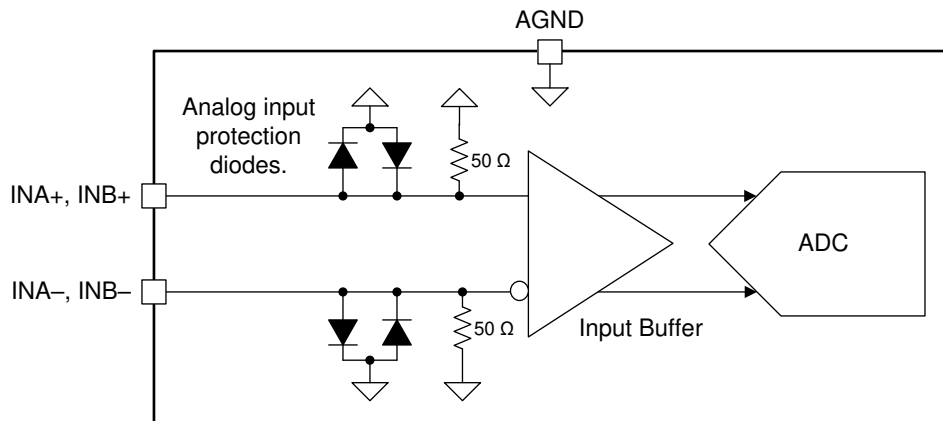 AGND
Analog input
protection
diodes.
50 Ω
INA+, INB+
ADC
INA–, INB–
50 Ω
Input Buffer